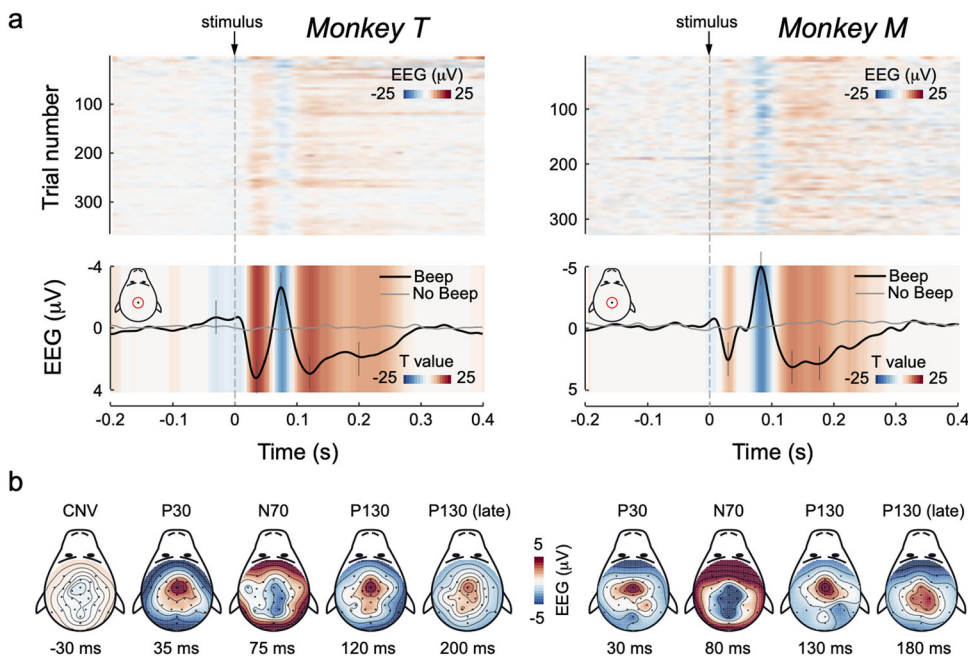 a
stimulus
Monkey T
EEG (µV)
-25 25
Trial number
100
200
300
-4
0
4
EEG (µV)
Beep
No Beep
T value
-25 25
-0.2 -0.1 0 0.1 0.2 0.3 0.4
Time (s)
stimulus
Monkey M
EEG (µV)
-25 25
100
200
300
-5
0
5
Beep
No Beep
T value
-25 25
-0.2 -0.1 0 0.1 0.2 0.3 0.4
Time (s)
b
CNV P30 N70 P130 P130 (late)
-30 ms 35 ms 75 ms 120 ms 200 ms
5
-5
EEG (µV)
P30 N70 P130 P130 (late)
30 ms 80 ms 130 ms 180 ms